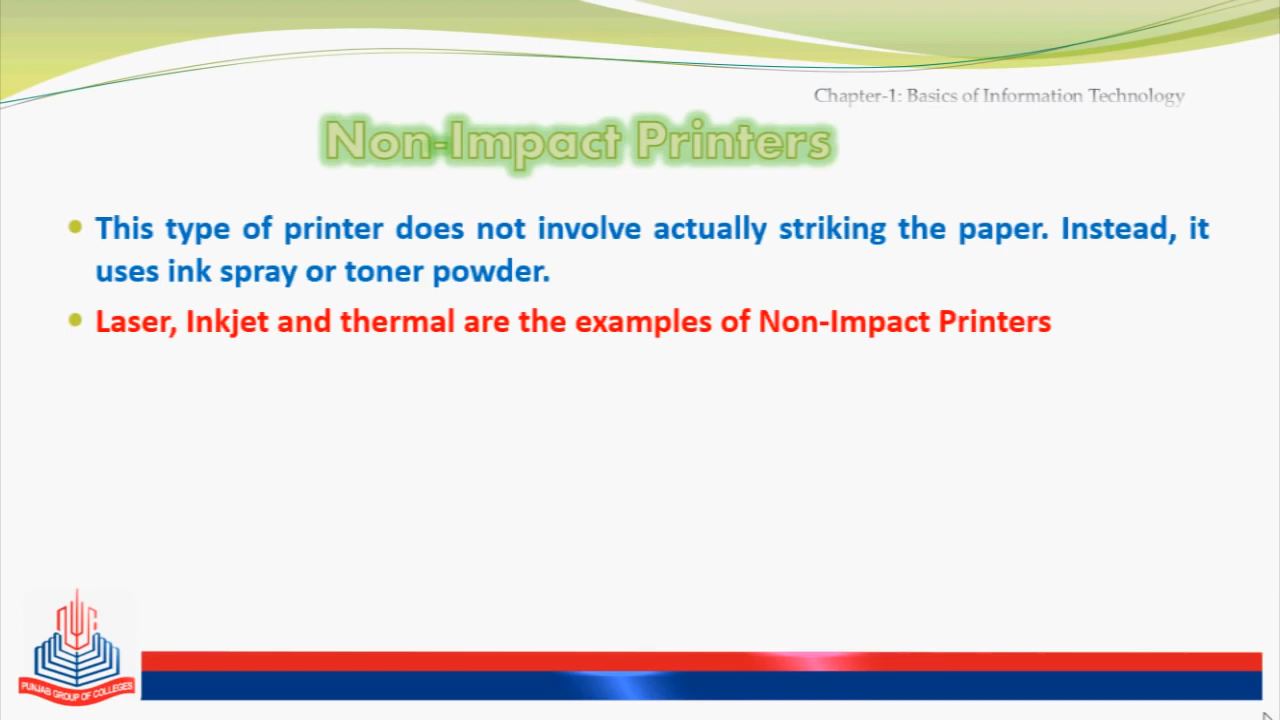 Chapter-1: Basics of Information Technology
Non-Impact Printers
This type of printer does not involve actually striking the paper. Instead, it
uses ink spray or toner powder.
Laser, Inkjet and thermal are the examples of Non-Impact Printers
PUNJAB GROUP OF COLLEGES